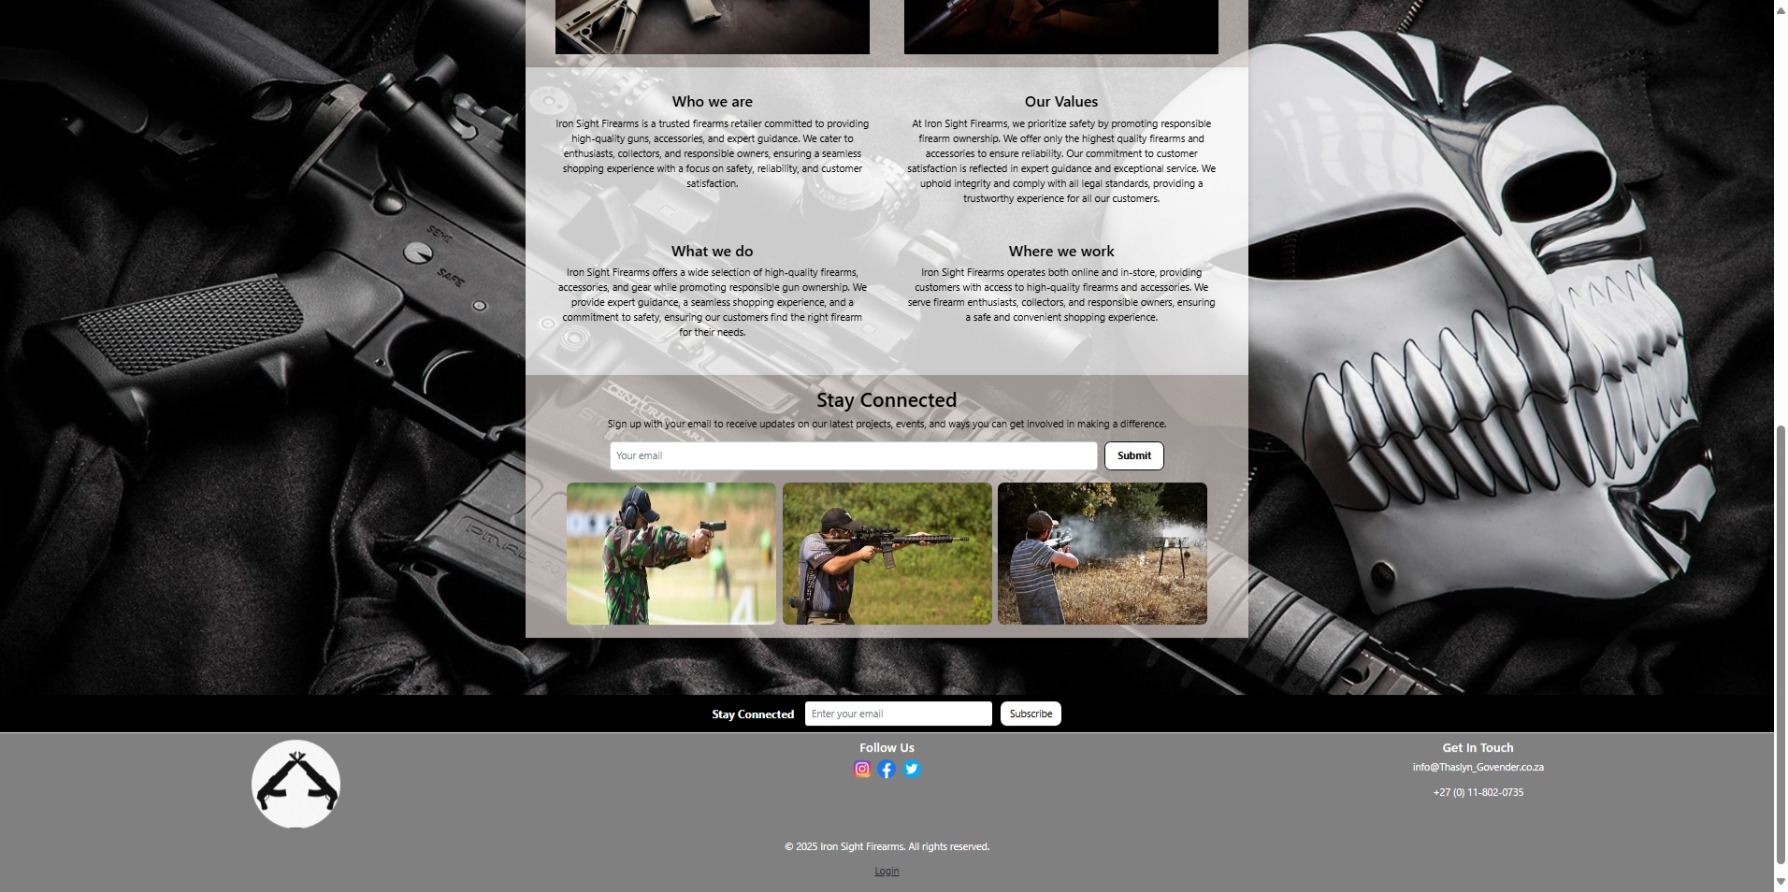 SEMI
SAFE
Who we are
Iron Sight Firearms is a trusted firearms retailer committed to providing
high-quality guns, accessories, and expert guidance. We cater to
enthusiasts, collectors, and responsible owners, ensuring a seamless
shopping experience with a focus on safety, reliability, and customer
satisfaction.
Our Values
At Iron Sight Firearms, we prioritize safety by promoting responsible
firearm ownership. We offer only the highest quality firearms and
accessories to ensure reliability. Our commitment to customer
satisfaction is reflected in expert guidance and exceptional service. We
uphold integrity and comply with all legal standards, providing a
trustworthy experience for all our customers.
What we do
Iron Sight Firearms offers a wide selection of high-quality firearms,
accessories, and gear while promoting responsible gun ownership. We
provide expert guidance, a seamless shopping experience, and a
commitment to safety, ensuring our customers find the right firearm
for their needs.
Where we work
Iron Sight Firearms operates both online and in-store, providing
customers with access to high-quality firearms and accessories. We
serve firearm enthusiasts, collectors, and responsible owners, ensuring
a safe and convenient shopping experience.
Stay Connected
Sign up with your email to receive updates on our latest projects, events, and ways you can get involved in making a difference.
Your email
Submit
Stay Connected
Enter your email
Subscribe
Follow Us
Get In Touch
info@Thaslyn_Govender.co.za
+27 (0) 11-802-0735
© 2025 Iron Sight Firearms. All rights reserved.
Login